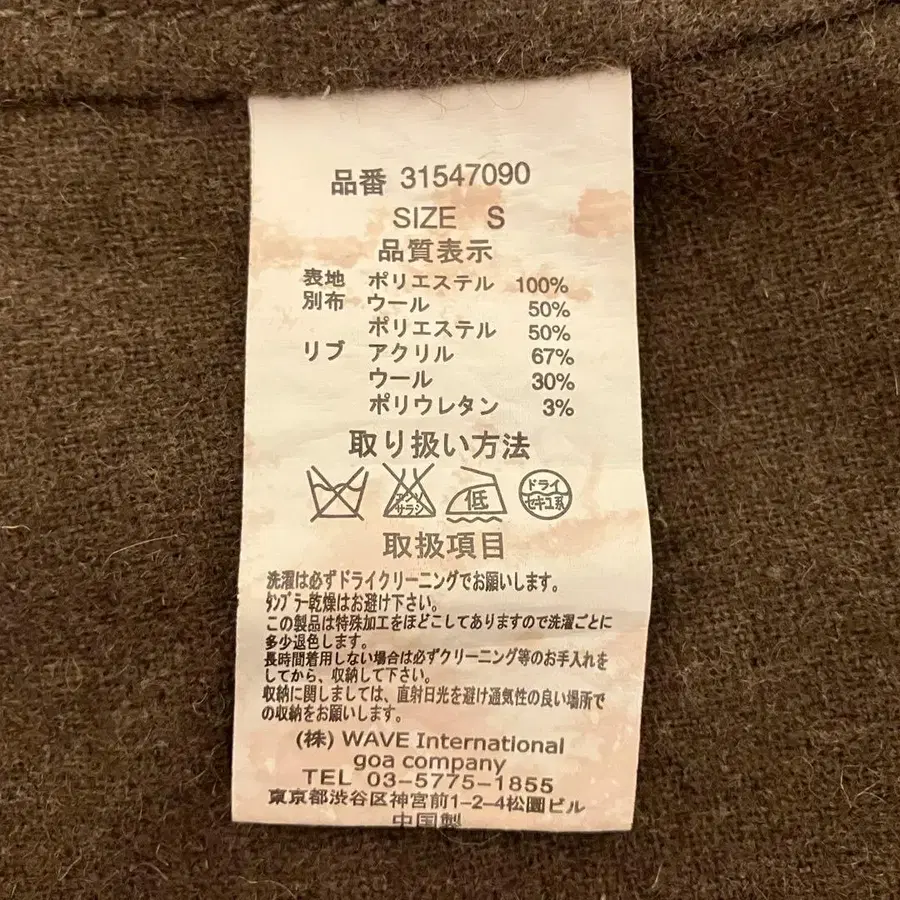 品番 31547090
SIZE S
品質表示
表地 ポリエステル 100%
別布 ウール 50%
ポリエステル 50%
リブ アクリル 67%
ウール 30%
ポリウレタン 3%
取り扱い方法
エンソ サラシ 低 ドライ セキユ系
取扱項目
洗濯は必ずドライクリーニングでお願いします。
タンブラー乾燥はお避け下さい。
この製品は特殊加工をほどこしてありますので洗濯ごとに
多少退色します。
長時間着用しない場合は必ずクリーニング等のお手入れを
してから、収納して下さい。
収納に関しましては、直射日光を避け通気性の良い場所で
の収納をお願いします。
(株) WAVE International
goa company
TEL 03-5775-1855
東京都渋谷区神宮前1-2-4松園ビル
中国製